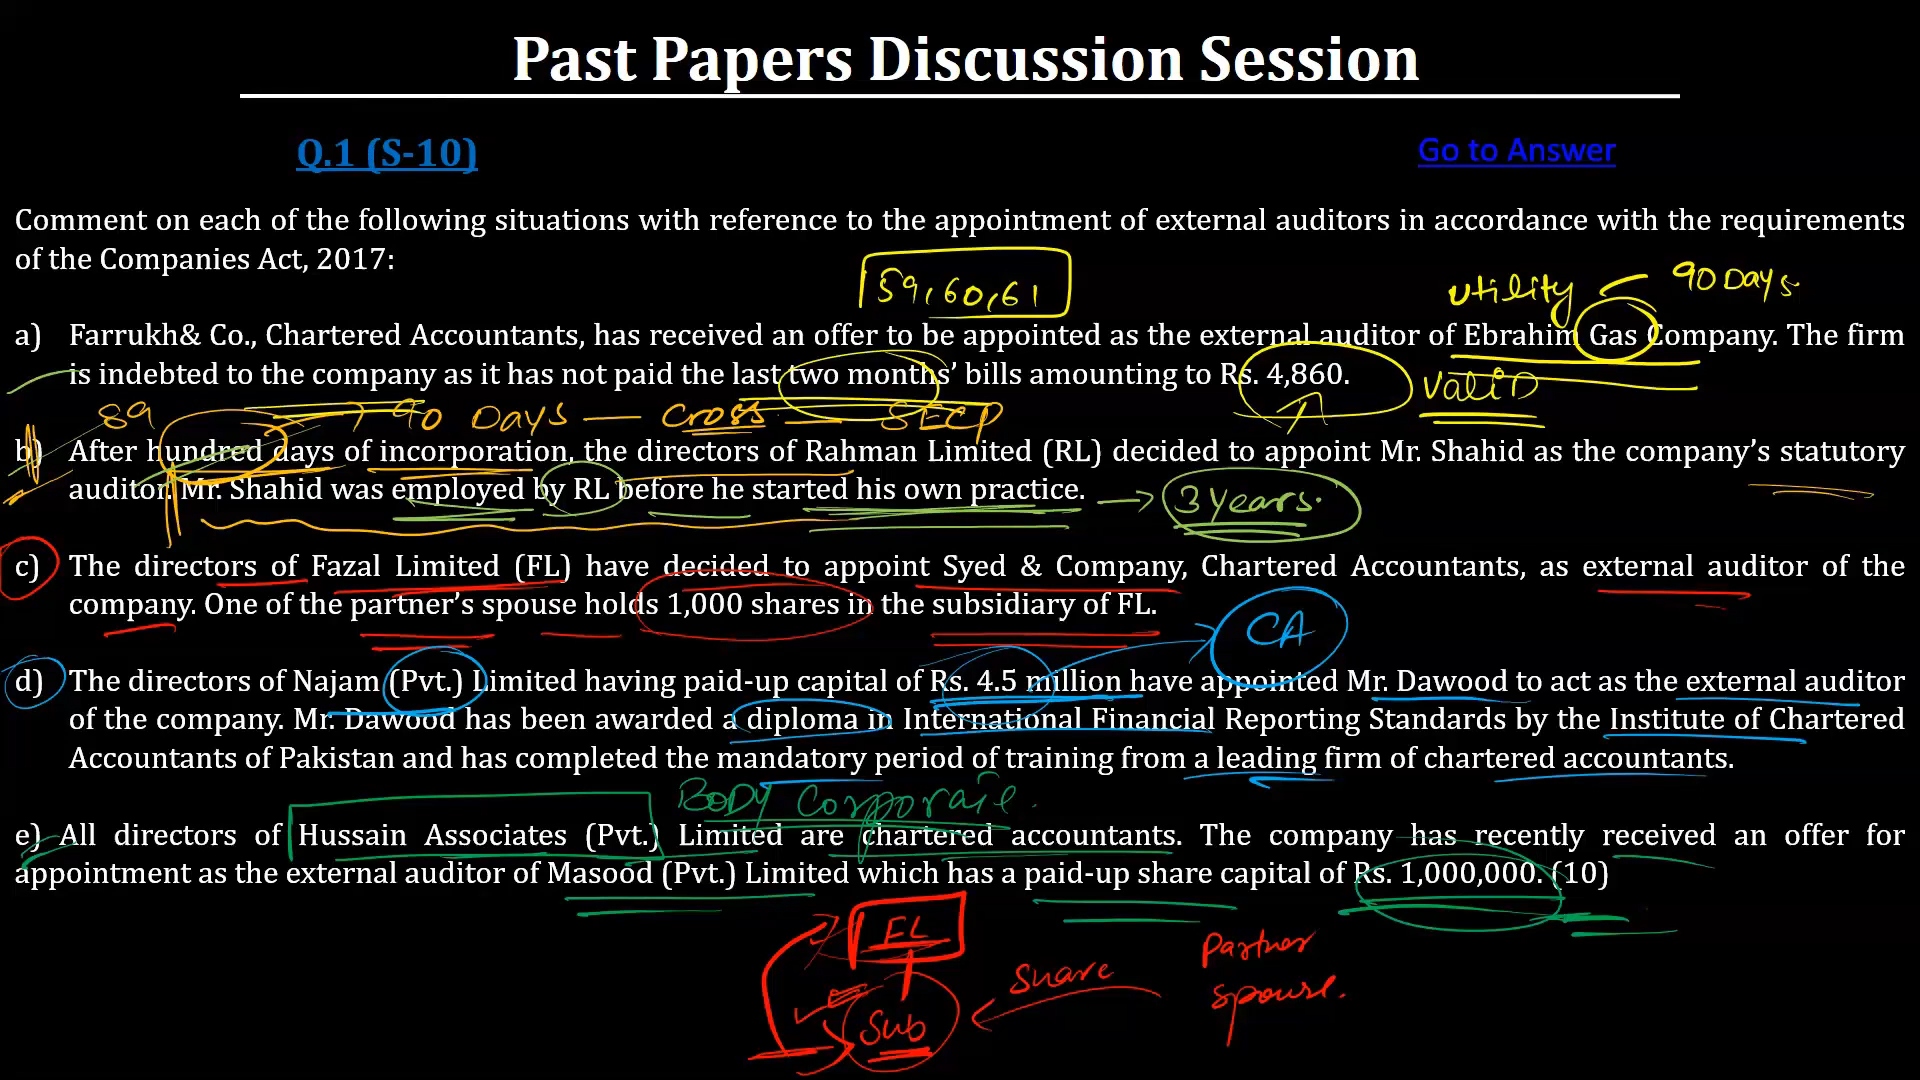 Past Papers Discussion Session
Q.1 (S-10)
Go to Answer
Comment on each of the following situations with reference to the appointment of external auditors in accordance with the requirements
of the Companies Act, 2017:
59,60,61
utility 90 Days.
a) Farrukh& Co., Chartered Accountants, has received an offer to be appointed as the external auditor of Ebrahim Gas Company. The firm
is indebted to the company as it has not paid the last two months' bills amounting to Rs. 4,860.
valiD
89 90 Days — Cross — SECP
b) After hundred days of incorporation, the directors of Rahman Limited (RL) decided to appoint Mr. Shahid as the company's statutory
auditor. Mr. Shahid was employed by RL before he started his own practice.
3 years.
c) The directors of Fazal Limited (FL) have decided to appoint Syed & Company, Chartered Accountants, as external auditor of the
company. One of the partner's spouse holds 1,000 shares in the subsidiary of FL.
CA
d) The directors of Najam (Pvt.) Limited having paid-up capital of Rs. 4.5 million have appointed Mr. Dawood to act as the external auditor
of the company. Mr. Dawood has been awarded a diploma in International Financial Reporting Standards by the Institute of Chartered
Accountants of Pakistan and has completed the mandatory period of training from a leading firm of chartered accountants.
BODY Corporate.
e) All directors of Hussain Associates (Pvt.) Limited are chartered accountants. The company has recently received an offer for
appointment as the external auditor of Masood (Pvt.) Limited which has a paid-up share capital of Rs. 1,000,000. (10)
FL
Partner
Share
spouse.
Sub